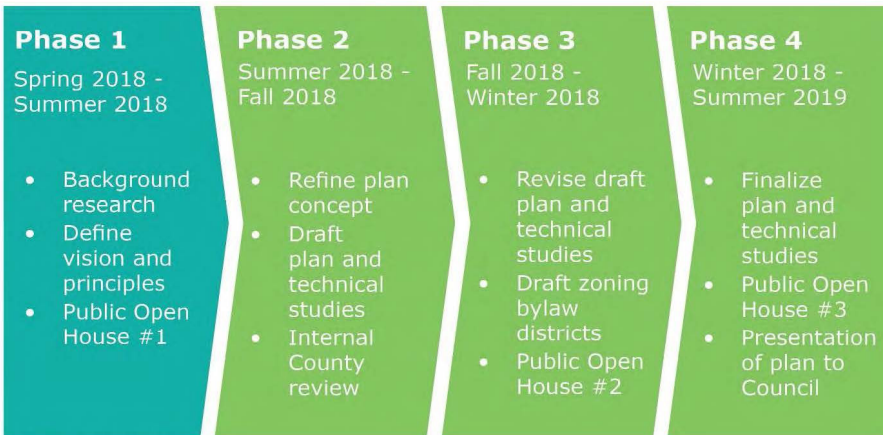 Phase 1
Spring 2018 -
Summer 2018
• Background
research
• Define
vision and
principles
• Public Open
House #1
Phase 2
Summer 2018 -
Fall 2018
• Refine plan
concept
• Draft
plan and
technical
studies
• Internal
County
review
Phase 3
Fall 2018 -
Winter 2018
• Revise draft
plan and
technical
studies
• Draft zoning
bylaw
districts
• Public Open
House #2
Phase 4
Winter 2018 -
Summer 2019
• Finalize
plan and
technical
studies
• Public Open
House #3
• Presentation
of plan to
Council